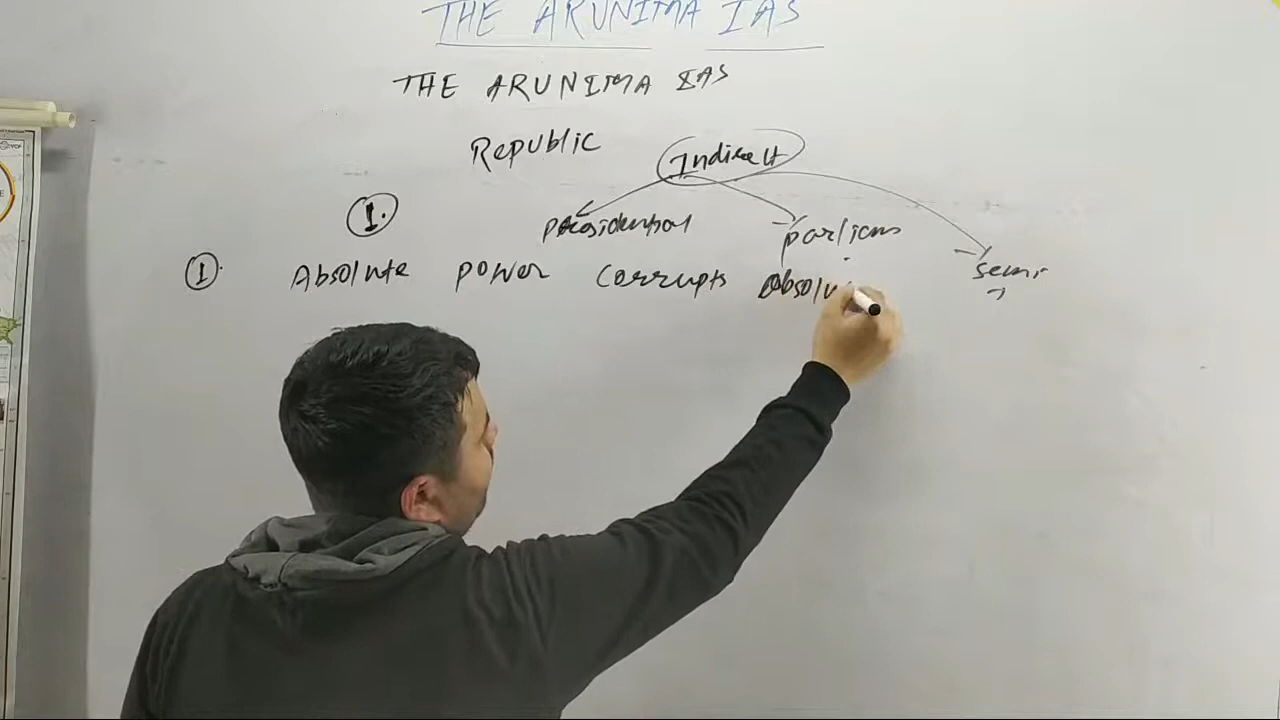 THE ARUNIMA IAS
THE ARUNIMA IAS
Republic
Indirect
1.
Presidential
parliam
semi
1. Absolute power corrupts Absolu